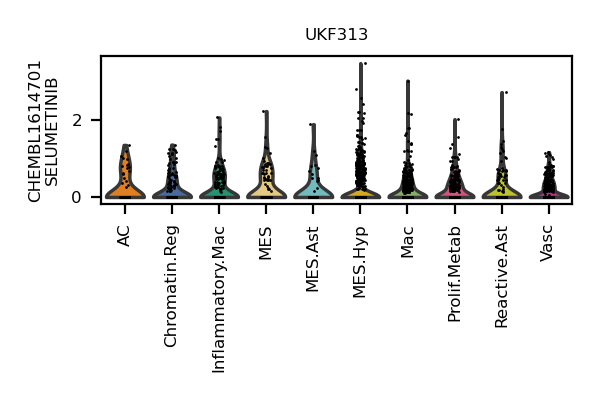 UKF313
CHEMBL1614701
SELUMETINIB
2
0
AC
Chromatin.Reg
Inflammatory.Mac
MES
MES.Ast
MES.Hyp
Mac
Prolif.Metab
Reactive.Ast
Vasc